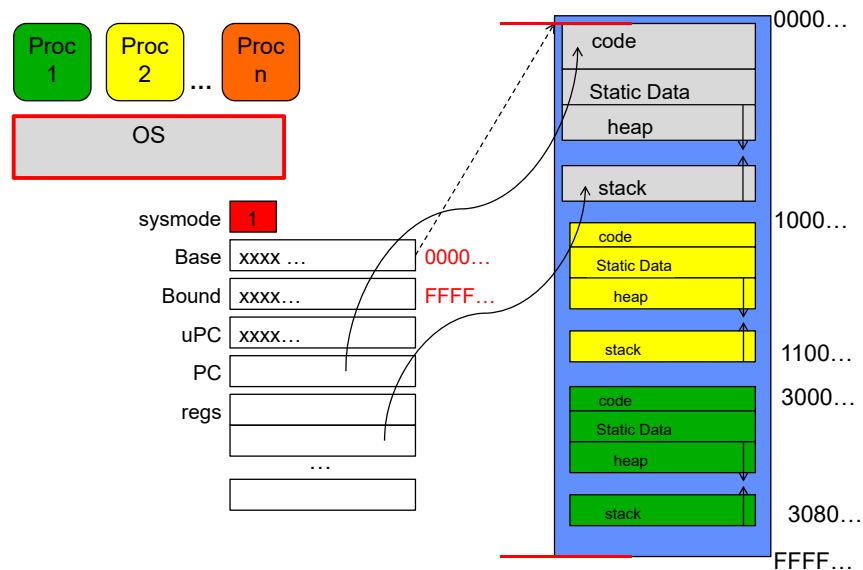 Proc
1
Proc
2
...
Proc
n
OS
sysmode
1
Base
xxxx ...
0000...
Bound
xxxx...
FFFF...
uPC
xxxx...
PC
regs
...
0000...
code
Static Data
heap
stack
1000...
code
Static Data
heap
stack
1100...
3000...
code
Static Data
heap
stack
3080...
FFFF...